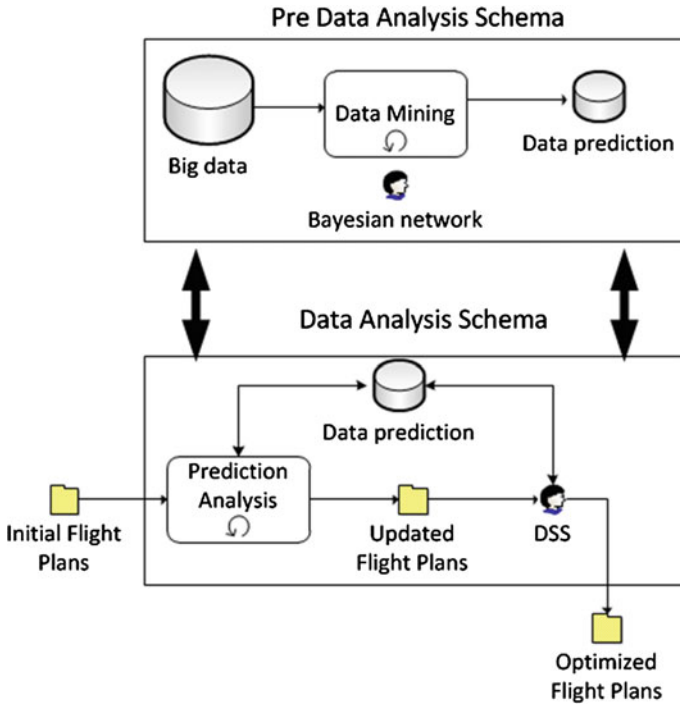 Pre Data Analysis Schema
Data Mining
Big data
Data prediction
Bayesian network
Data Analysis Schema
Data prediction
Prediction
Analysis
Initial Flight
Plans
Updated
Flight Plans
DSS
Optimized
Flight Plans